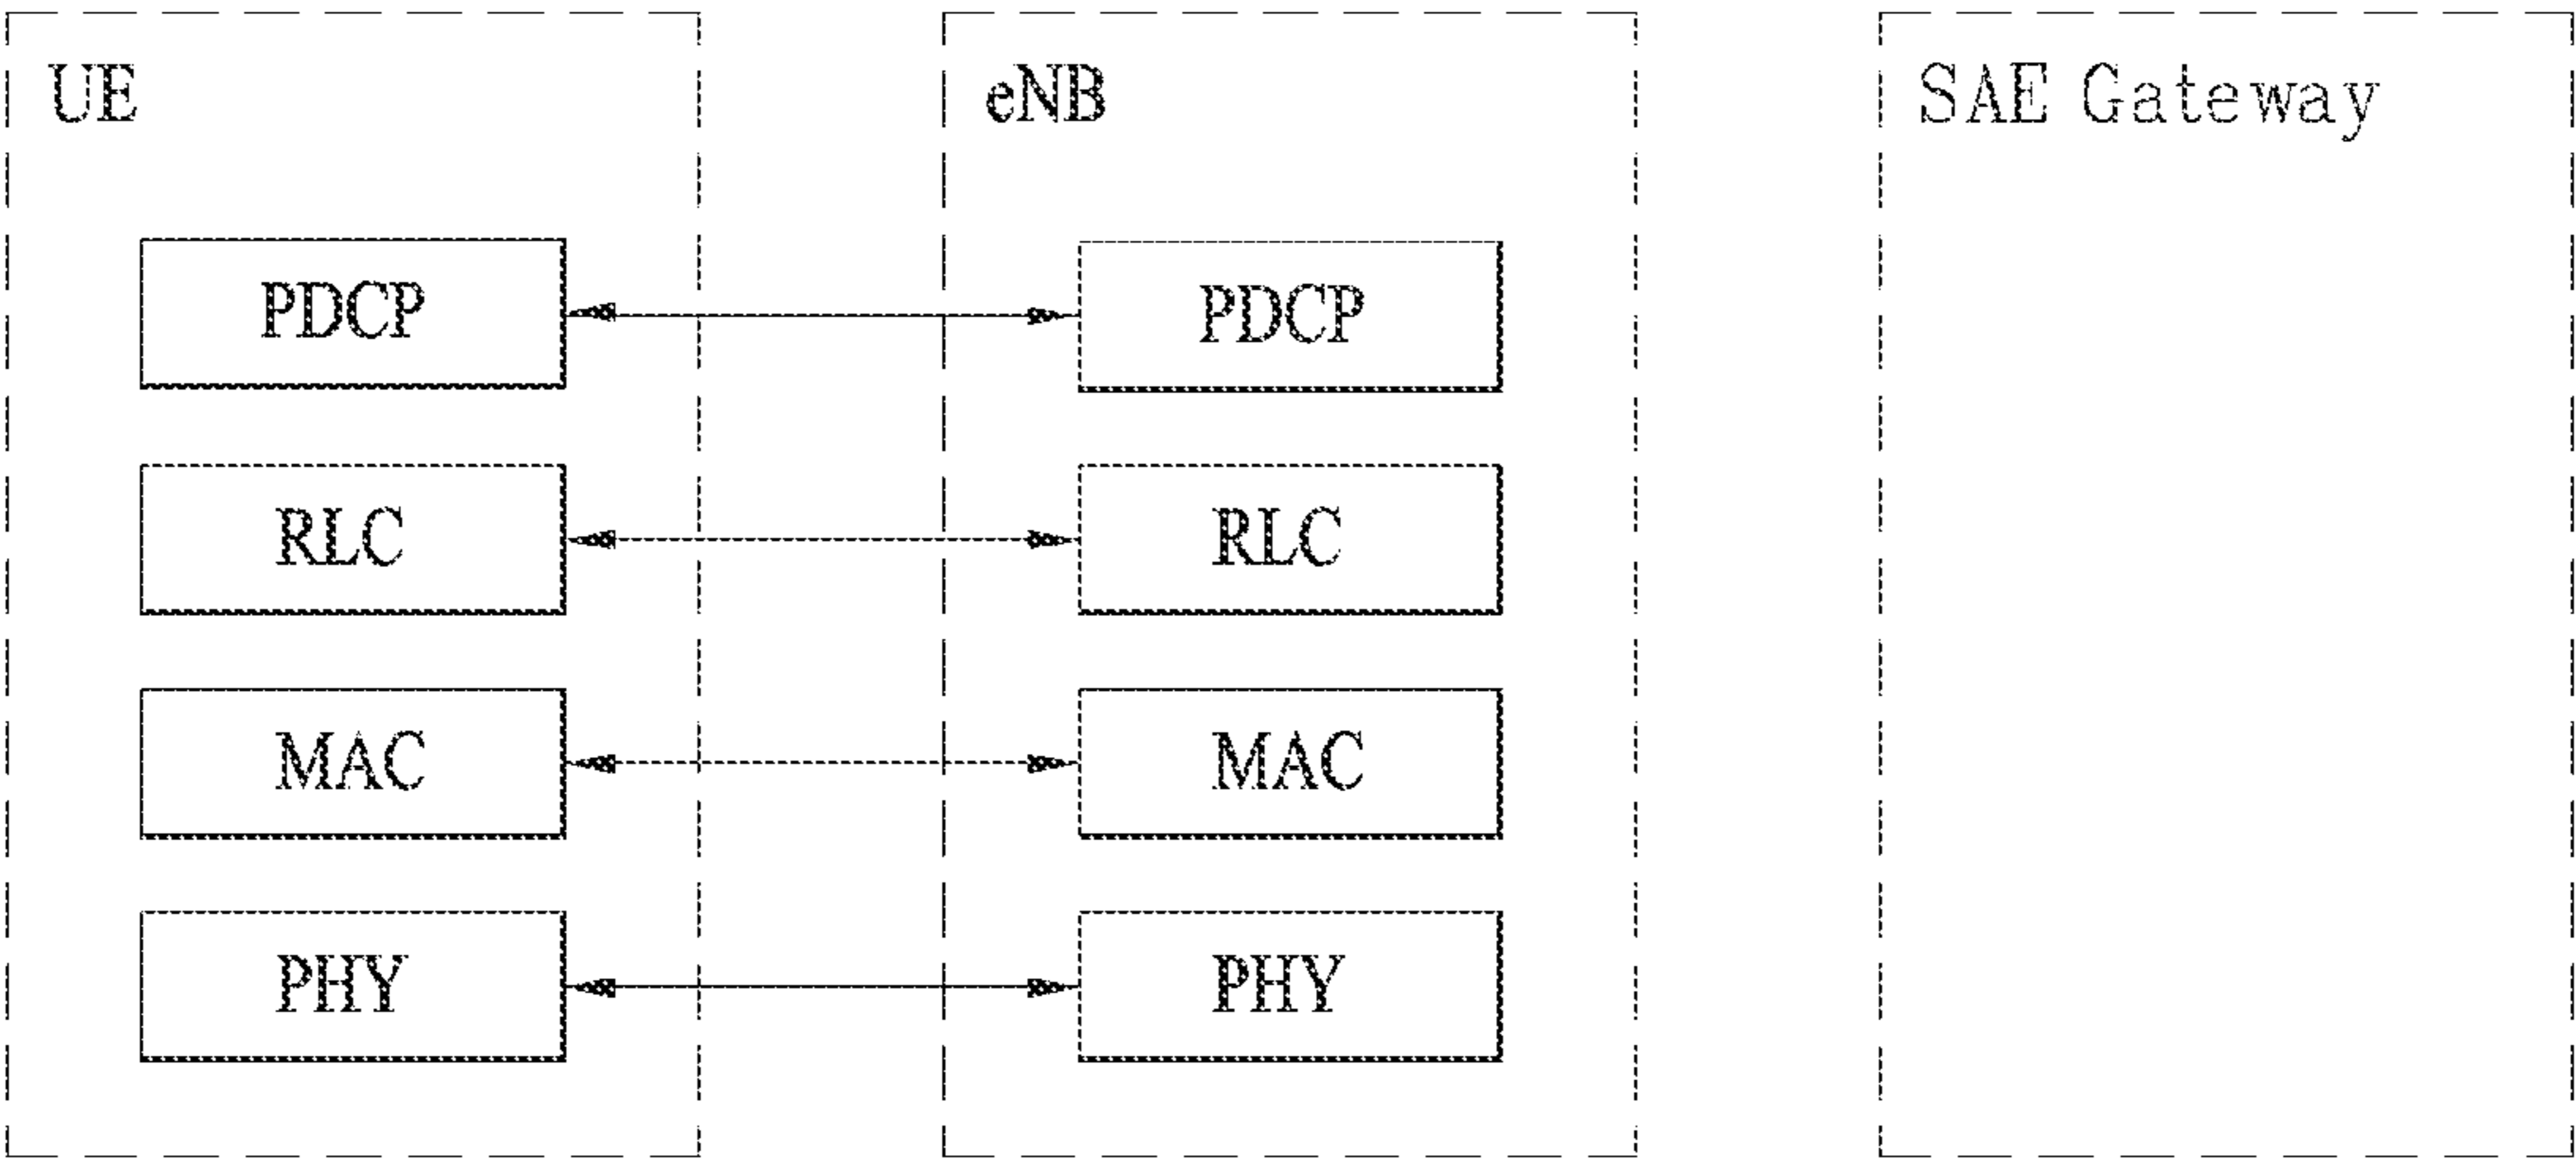 UE
eNB
SAE Gateway
PDCP
PDCP
RLC
RLC
MAC
MAC
PHY
PHY